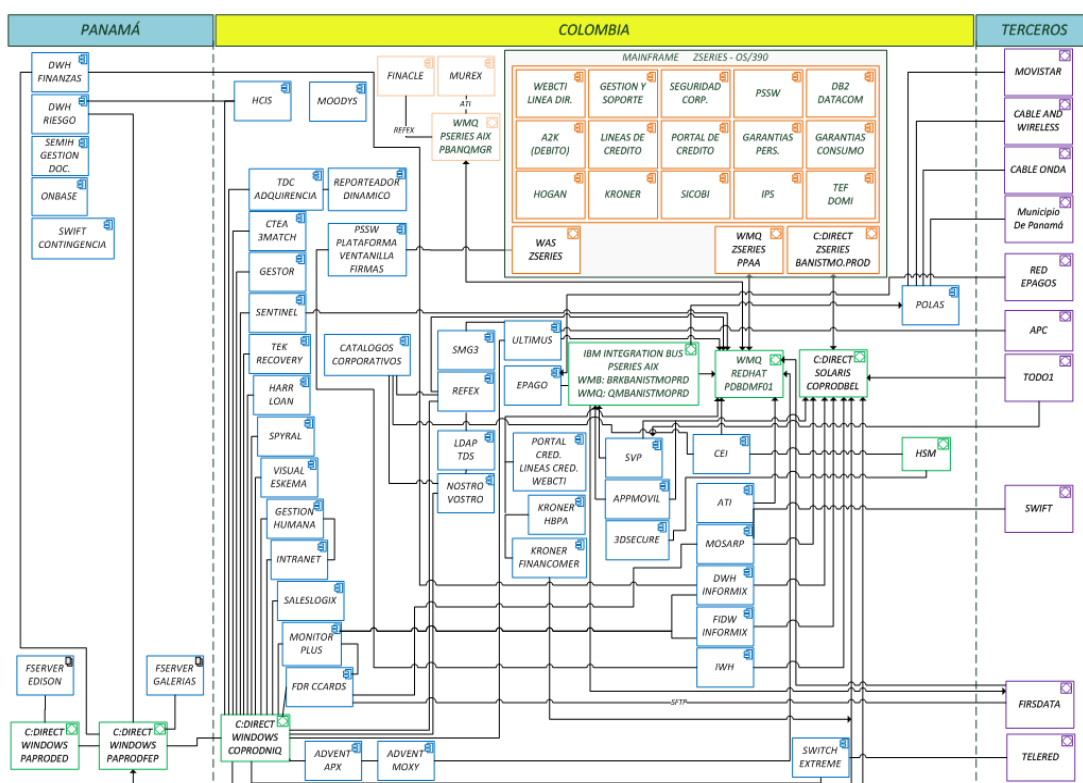 PANAMÁ
COLOMBIA
TERCEROS
DWH
FINANZAS
DWH
RIESGO
SEMIH
GESTION
DOC.
ONBASE
SWIFT
CONTINGENCIA
FSERVER
EDISON
FSERVER
GALERIAS
C:DIRECT
WINDOWS
PAPRODED
C:DIRECT
WINDOWS
PAPRODFEP
HCIS
MOODYS
FINACLE
MUREX
ATI
REFEX
WMQ
PSERIES AIX
PBANQMGR
MAINFRAME ZSERIES - OS/390
WEBCTI
LINEA DIR.
GESTION Y
SOPORTE
SEGURIDAD
CORP.
PSSW
DB2
DATACOM
A2K
(DEBITO)
LINEAS DE
CREDITO
PORTAL DE
CREDITO
GARANTIAS
PERS.
GARANTIAS
CONSUMO
HOGAN
KRONER
SICOBI
IPS
TEF
DOMI
WAS
ZSERIES
WMQ
ZSERIES
PPAA
C:DIRECT
ZSERIES
BANISTMO.PROD
TDC
ADQUIRENCIA
REPORTEADOR
DINAMICO
CTEA
3MATCH
PSSW
PLATAFORMA
VENTANILLA
FIRMAS
GESTOR
SENTINEL
TEK
RECOVERY
CATALOGOS
CORPORATIVOS
HARR
LOAN
SPYRAL
VISUAL
ESKEMA
GESTION
HUMANA
INTRANET
SALESLOGIX
MONITOR
PLUS
FDR CCARDS
C:DIRECT
WINDOWS
COPRODNIQ
ADVENT
APX
ADVENT
MOXY
SMG3
REFEX
LDAP
TDS
NOSTRO
VOSTRO
ULTIMUS
EPAGO
IBM INTEGRATION BUS
PSERIES AIX
WMB: BRKBANISTMOPRD
WMQ: QMBANISTMOPRD
WMQ
REDHAT
PDBDMF01
C:DIRECT
SOLARIS
COPRODBEL
POLAS
PORTAL
CRED.
LINEAS CRED.
WEBCTI
KRONER
HBPA
KRONER
FINANCOMER
SVP
APPMOVIL
3DSECURE
CEI
HSM
ATI
MOSARP
DWH
INFORMIX
FIDW
INFORMIX
IWH
SFTP
SWITCH
EXTREME
MOVISTAR
CABLE AND
WIRELESS
CABLE ONDA
Municipio
De Panamá
RED
EPAGOS
APC
TODO1
SWIFT
FIRSDATA
TELERED